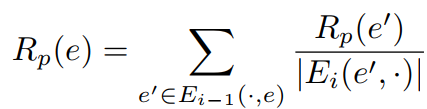 R_p(e) = \sum_{e' \in E_{i-1}(\cdot, e)} \frac{R_p(e')}{|E_i(e', \cdot)|}